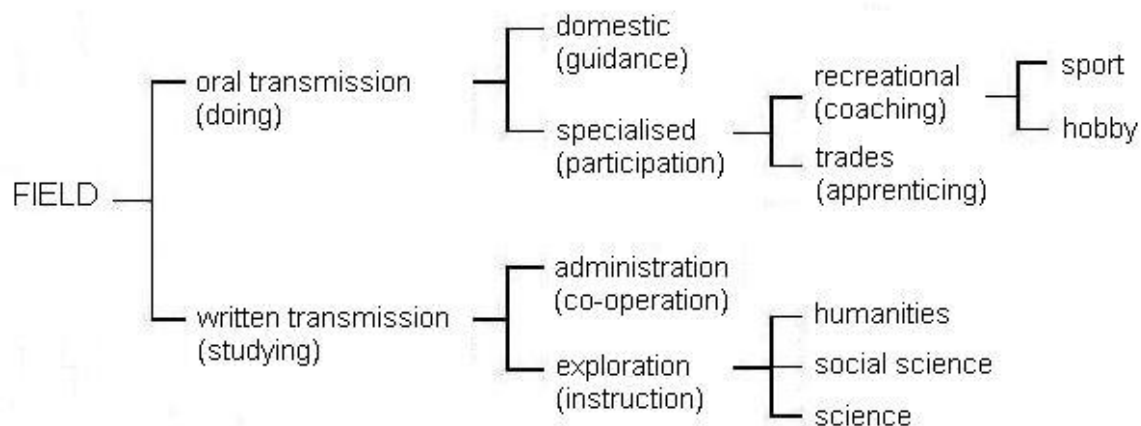 FIELD
oral transmission
(doing)
domestic
(guidance)
specialised
(participation)
recreational
(coaching)
sport
hobby
trades
(apprenticing)
written transmission
(studying)
administration
(co-operation)
exploration
(instruction)
humanities
social science
science